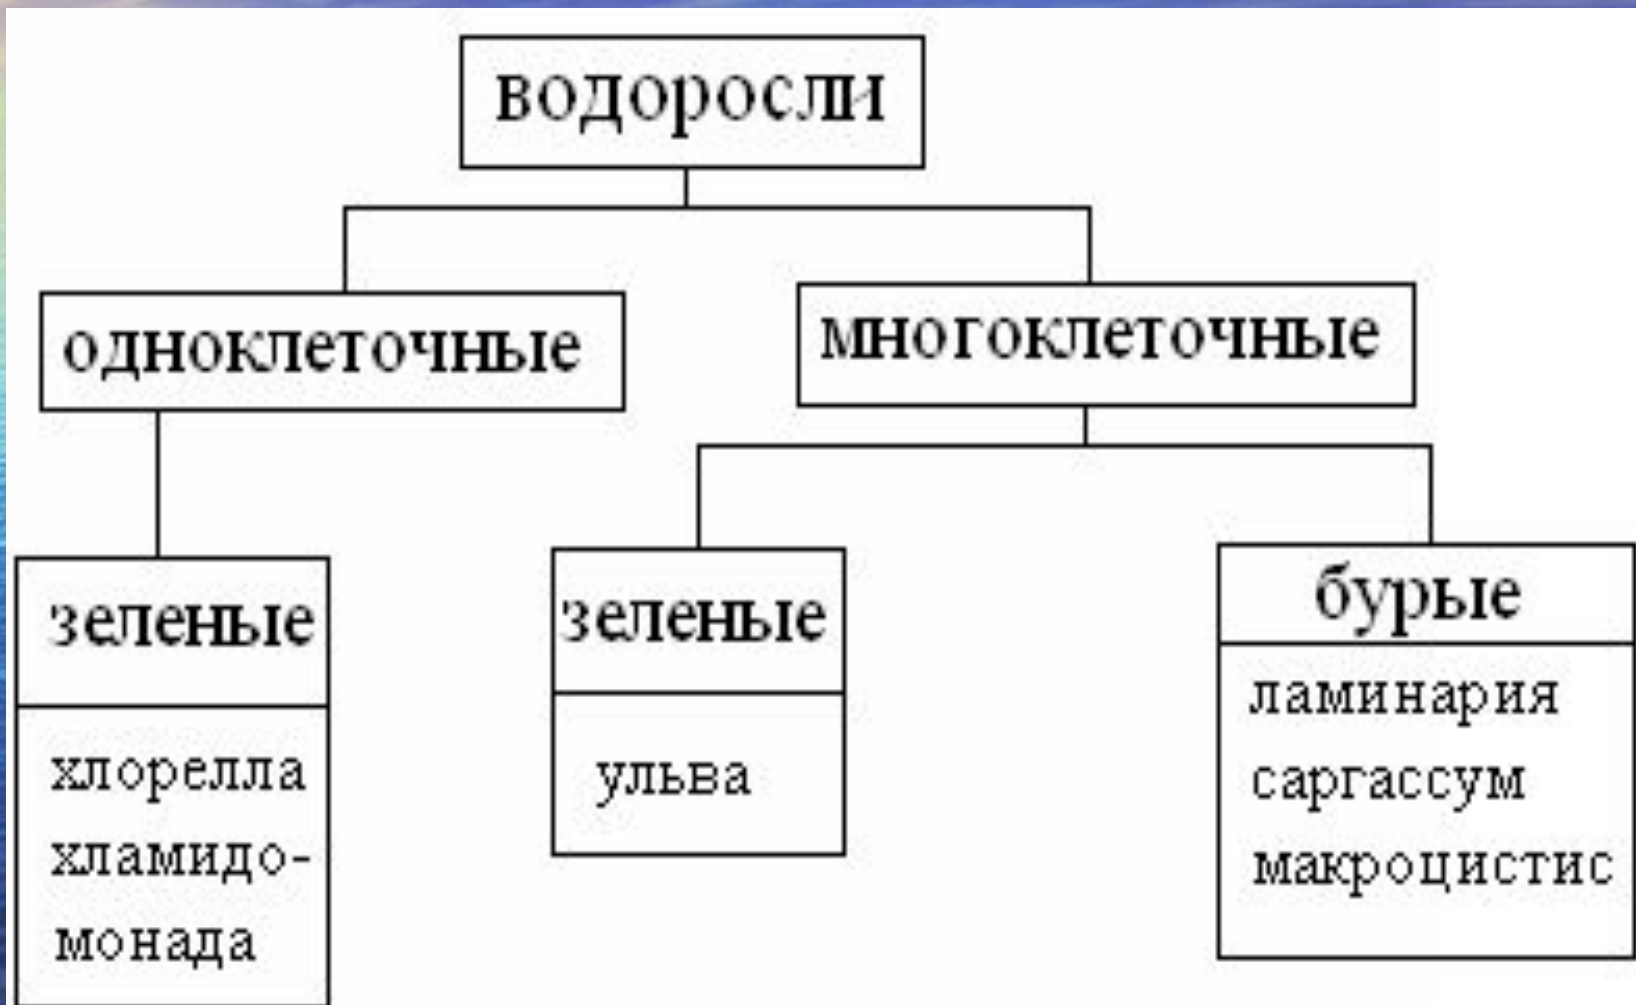 водоросли
одноклеточные
многоклеточные
зеленые
хлорелла
хламидо-
монада
зеленые
ульва
бурые
ламинария
саргассум
макроцистис